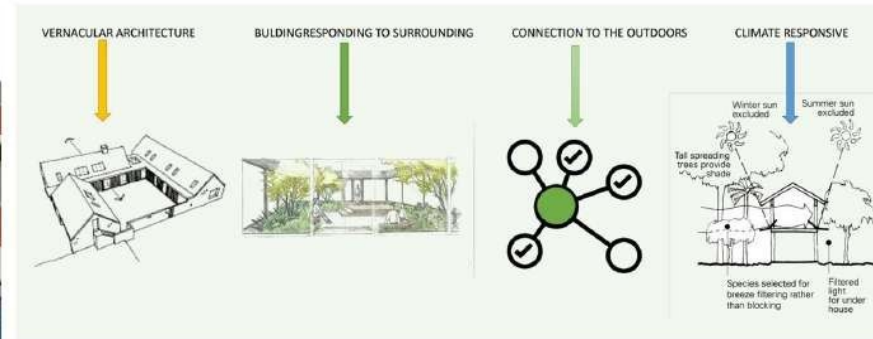 VERNACULAR ARCHITECTURE
BULDINGRESPONDING TO SURROUNDING
CONNECTION TO THE OUTDOORS
CLIMATE RESPONSIVE
Winter sun
excluded
Summer sun
excluded
Tall spreading
trees provide
shade
Species selected for
breeze filtering rather
than blocking
Filtered
light
for under
house